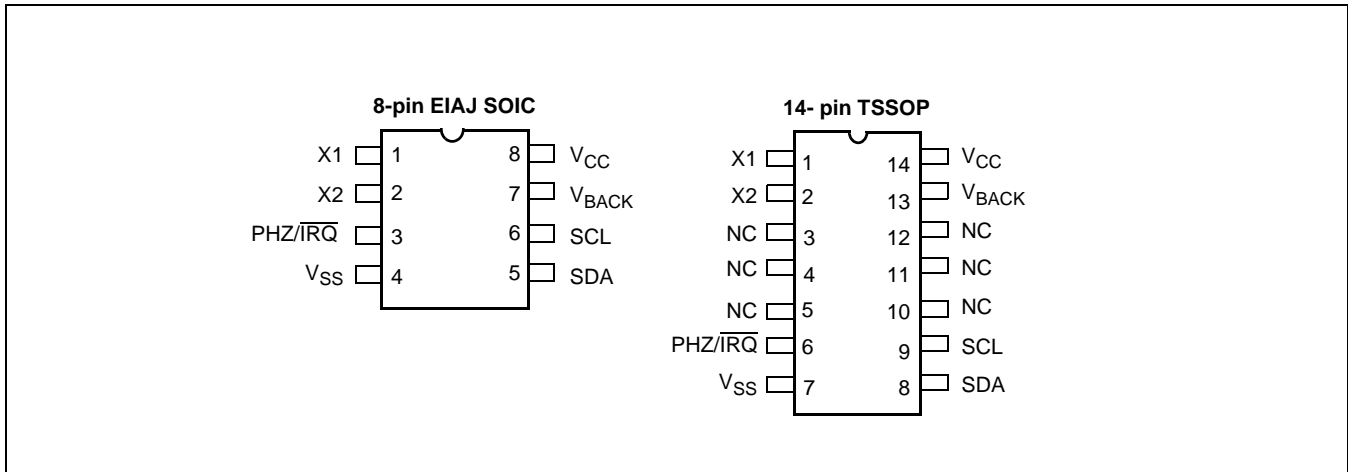 8-pin EIAJ SOIC
X1 1 8 VCC
X2 2 7 VBACK
PHZ/IRQ 3 6 SCL
VSS 4 5 SDA
14- pin TSSOP
X1 1 14 VCC
X2 2 13 VBACK
NC 3 12 NC
NC 4 11 NC
NC 5 10 NC
PHZ/IRQ 6 9 SCL
VSS 7 8 SDA